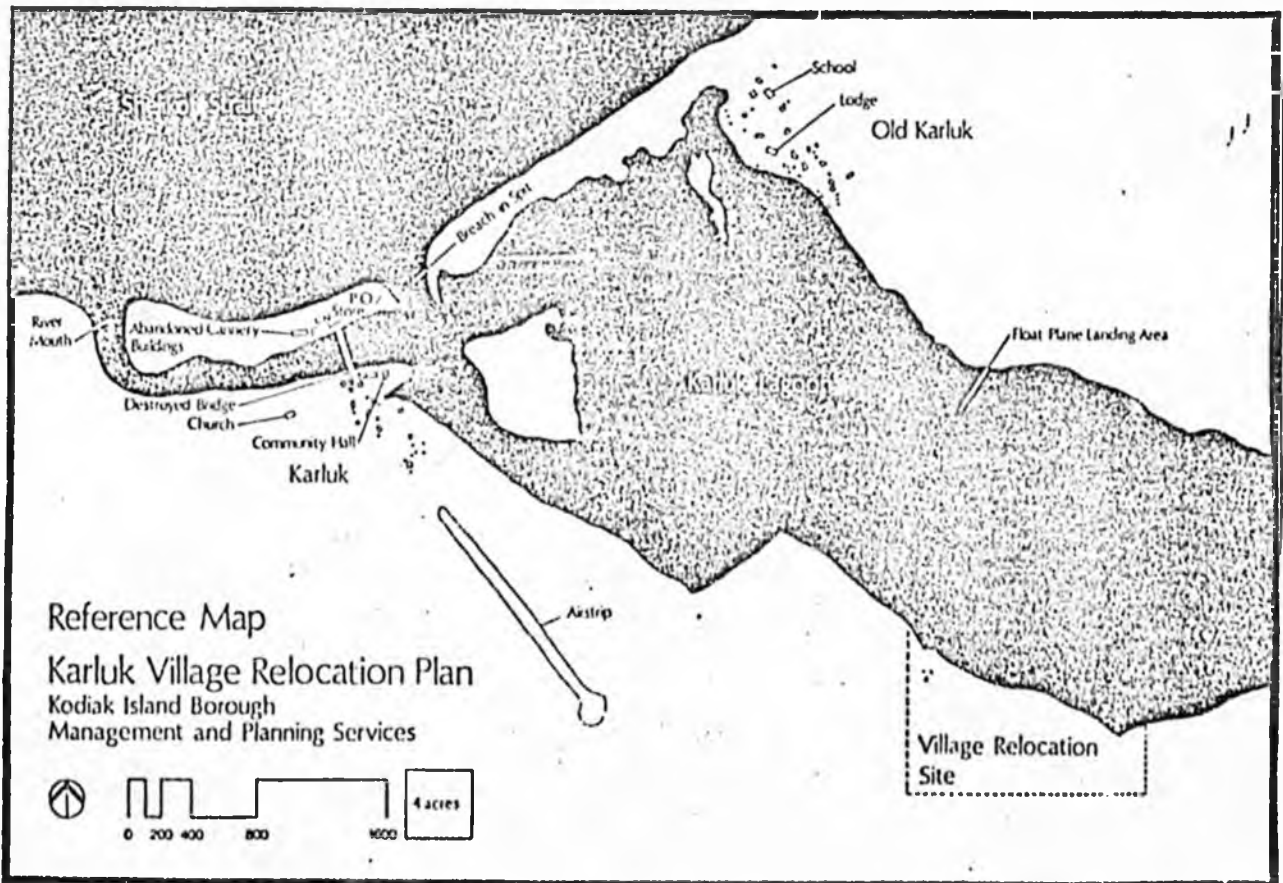 School
Lodge
Old Karluk
Breach in Spit
P.O./
Store
River
Mouth
Abandoned Cannery
Buildings
Float Plane Landing Area
Karluk Lagoon
Destroyed Bridge
Church
Community Hall
Karluk
Airstrip
Reference Map
Karluk Village Relocation Plan
Kodiak Island Borough
Management and Planning Services
Village Relocation
Site
4 acres
0 200 400 800 1600